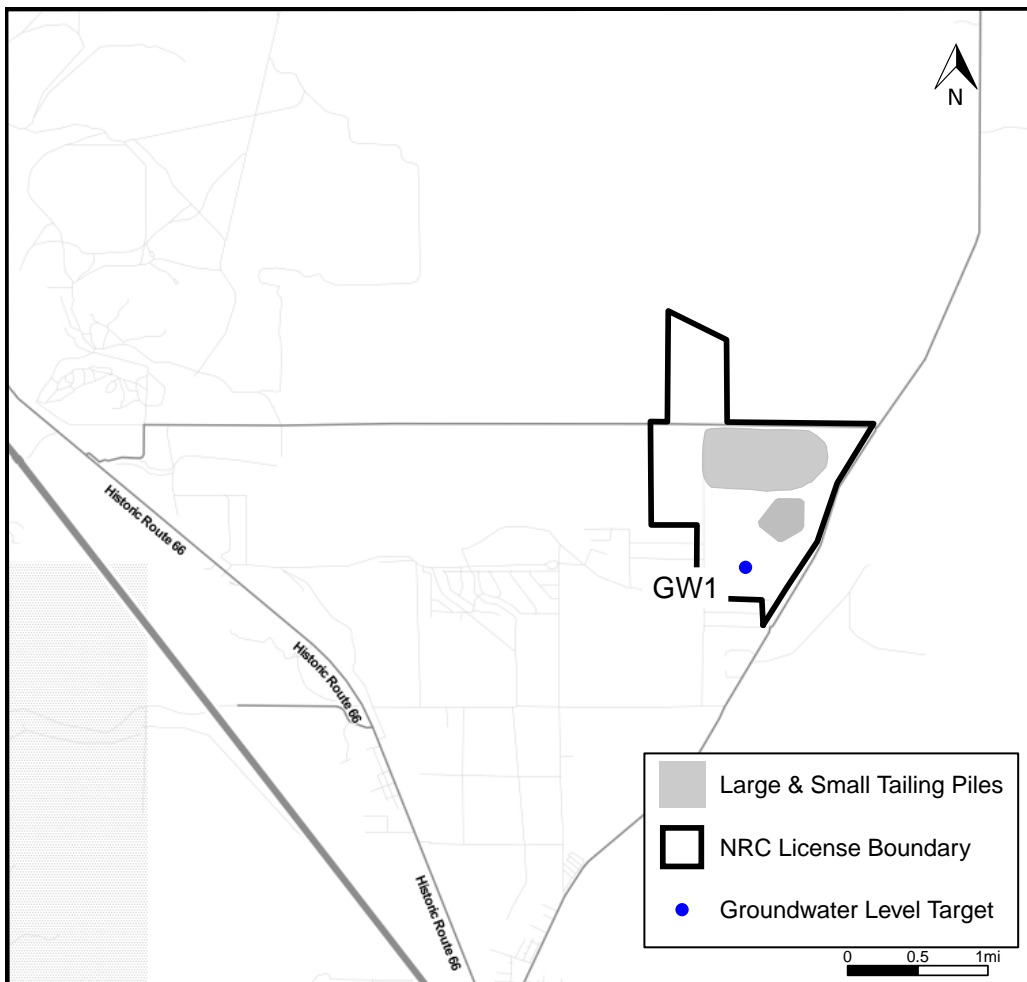 N
Historic Route 66
GW1
Historic Route 66
Historic Route 66
Large & Small Tailing Piles
NRC License Boundary
Groundwater Level Target
0 0.5 1mi